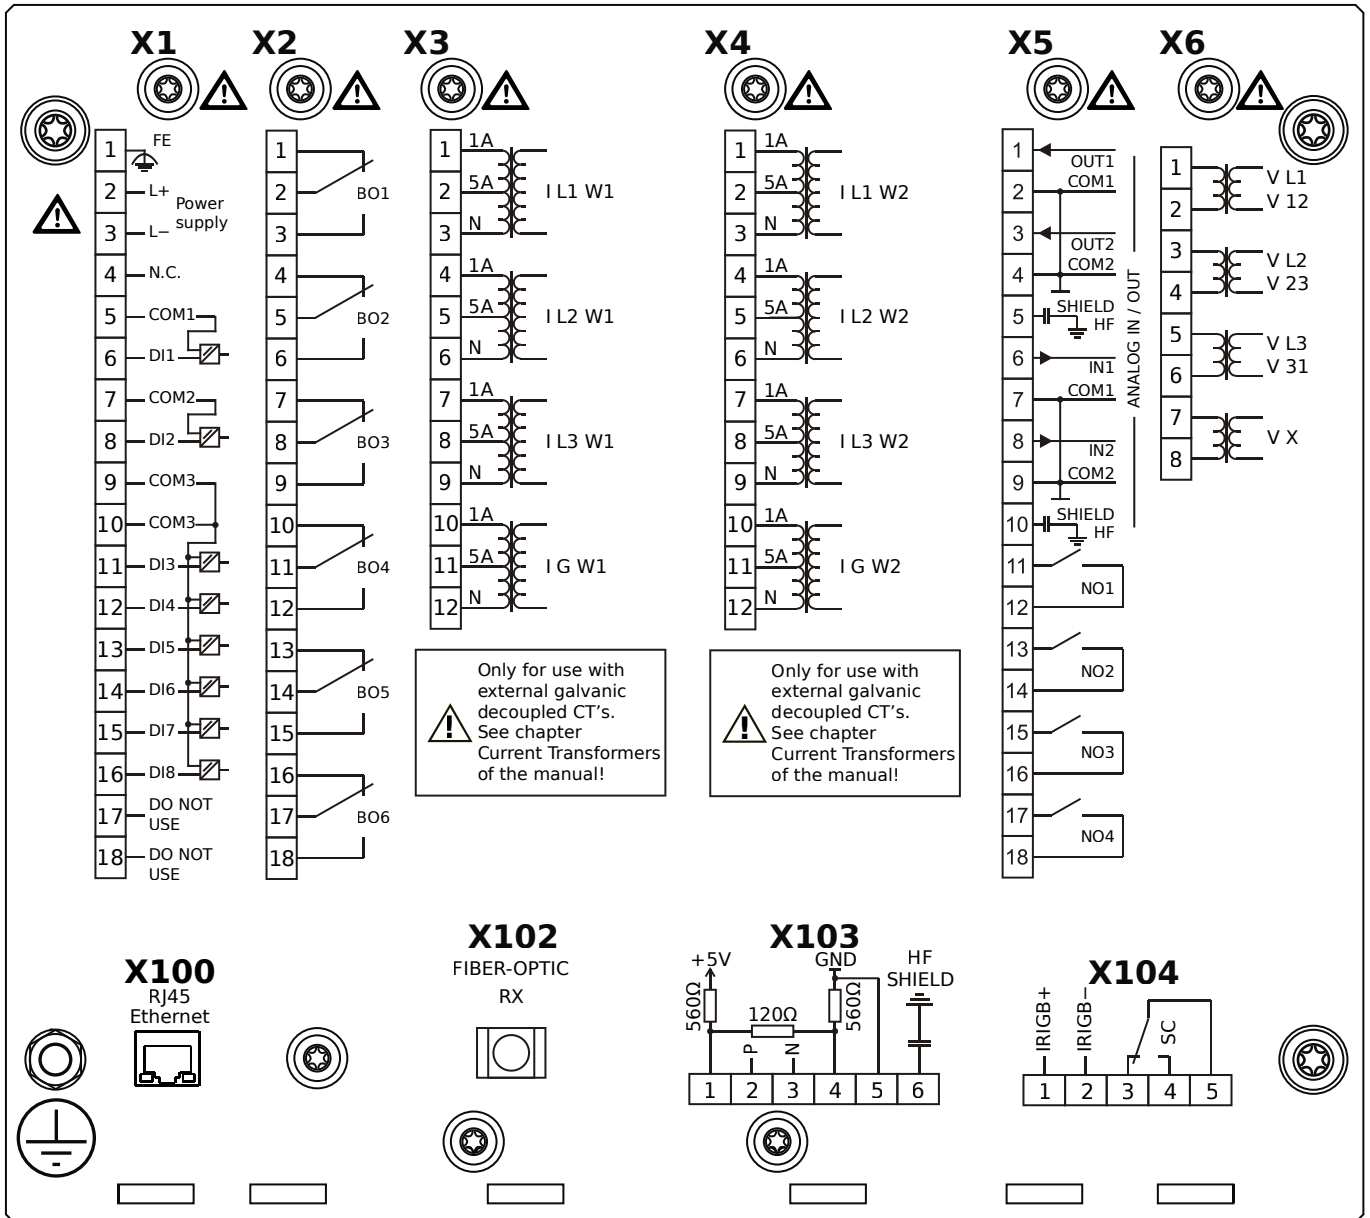 X1
X2
X3
X4
X5
X6
1 FE
2 L+
Power
supply
3 L−
4 N.C.
5 COM1
6 DI1
7 COM2
8 DI2
9 COM3
10 COM3
11 DI3
12 DI4
13 DI5
14 DI6
15 DI7
16 DI8
17 DO NOT
USE
18 DO NOT
USE
1
2 BO1
3
4
5 BO2
6
7
8 BO3
9
10
11 BO4
12
13
14 BO5
15
16
17 BO6
18
1 1A
2 5A I L1 W1
3 N
4 1A
5 5A I L2 W1
6 N
7 1A
8 5A I L3 W1
9 N
10 1A
11 5A I G W1
12 N
Only for use with
external galvanic
decoupled CT's.
See chapter
Current Transformers
of the manual!
1 1A
2 5A I L1 W2
3 N
4 1A
5 5A I L2 W2
6 N
7 1A
8 5A I L3 W2
9 N
10 1A
11 5A I G W2
12 N
Only for use with
external galvanic
decoupled CT's.
See chapter
Current Transformers
of the manual!
1 OUT1
2 COM1
3 OUT2
4 COM2
5 SHIELD
HF
6 IN1
7 COM1
8 IN2
9 COM2
10 SHIELD
HF
ANALOG IN / OUT
11
NO1
12
13
NO2
14
15
NO3
16
17
NO4
18
1 V L1
2 V 12
3 V L2
4 V 23
5 V L3
6 V 31
7
V X
8
X100
RJ45
Ethernet
X102
FIBER-OPTIC
RX
X103
+5V
GND
HF
SHIELD
560Ω
120Ω
560Ω
P
N
1 2 3 4 5 6
X104
IRIGB+
IRIGB−
SC
1 2 3 4 5